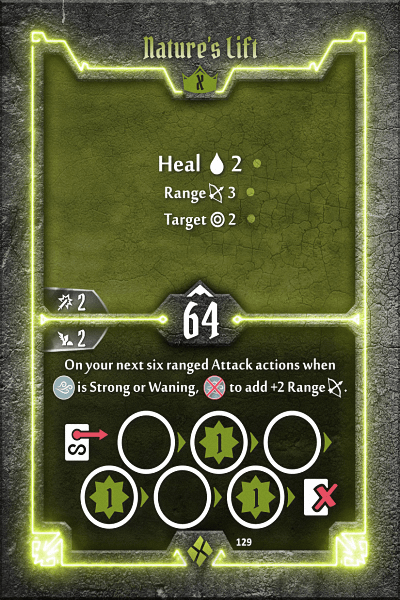 Nature's Lift
X
Heal 2
Range 3
Target 2
2
64
2
On your next six ranged Attack actions when
is Strong or Waning, to add +2 Range.
1
1 1
129